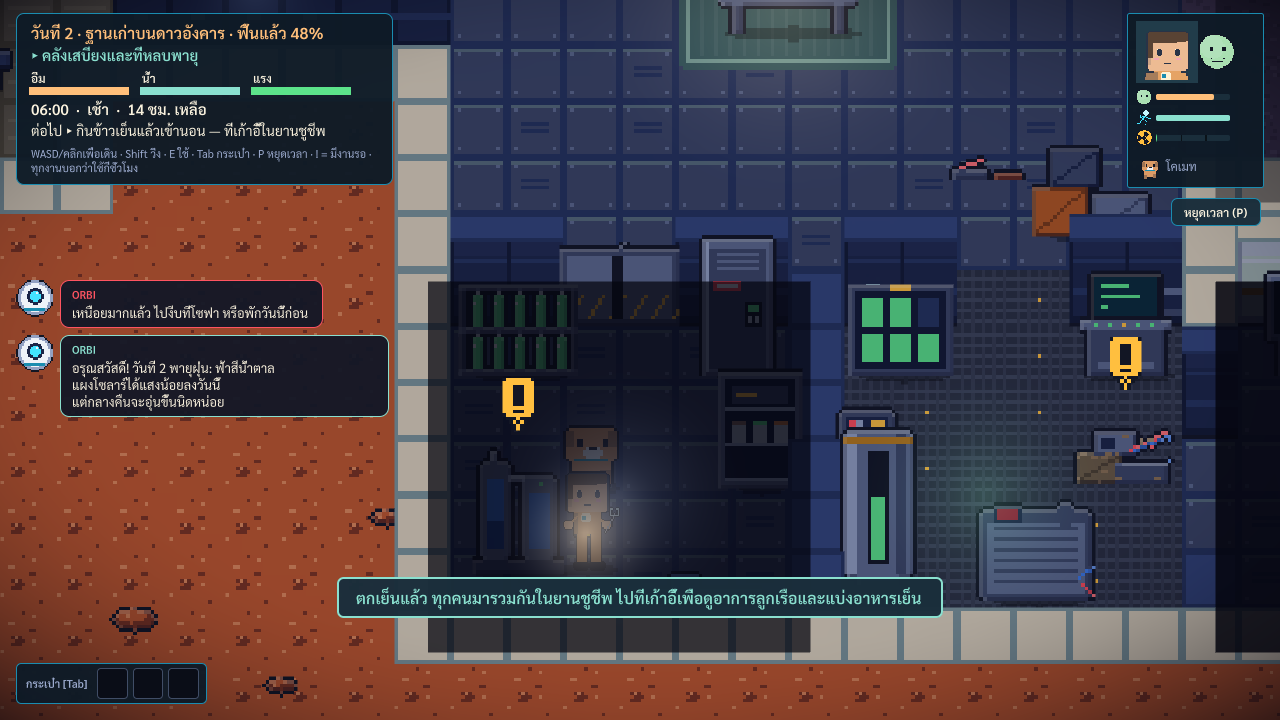 วันที่ 2 · ฐานเก่าบนดาวอังคาร · ฟื้นแล้ว 48%
‣ คลังเสบียงและที่หลบพายุ
อิ่ม น้ำ แรง
06:00 · เช้า · 14 ชม. เหลือ
ต่อไป ‣ กินข้าวเย็นแล้วเข้านอน — ที่เก้าอี้ในยานชูชีพ
WASD/คลิกเพื่อเดิน · Shift วิ่ง · E ใช้ · Tab กระเป๋า · P หยุดเวลา · ! = มีงานรอ ·
ทุกงานบอกว่าใช้กี่ชั่วโมง
โคเมท
หยุดเวลา (P)
ORBI
เหนื่อยมากแล้ว ไปงีบที่โซฟา หรือพักวันนี้ก่อน
ORBI
อรุณสวัสดิ์! วันที่ 2 พายุฝุ่น: ฟ้าสีน้ำตาล
แผงโซลาร์ได้แสงน้อยลงวันนี้
แต่กลางคืนจะอุ่นขึ้นนิดหน่อย
ตกเย็นแล้ว ทุกคนมารวมกันในยานชูชีพ ไปที่เก้าอี้เพื่อดูอาการลูกเรือและแบ่งอาหารเย็น
กระเป๋า [Tab]